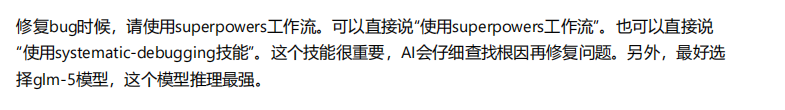 修复bug时候，请使用superpowers工作流。可以直接说“使用superpowers工作流”。也可以直接说
“使用systematic-debugging技能”。这个技能很重要，AI会仔细查找根因再修复问题。另外，最好选
择glm-5模型，这个模型推理最强。